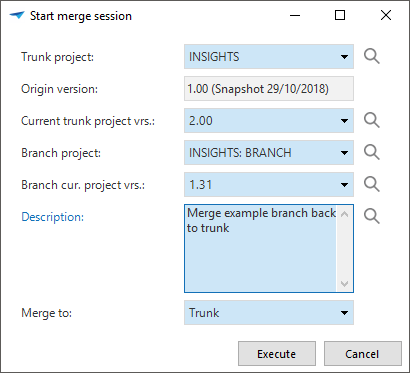 Start merge session
Trunk project: INSIGHTS
Origin version: 1.00 (Snapshot 29/10/2018)
Current trunk project vrs.: 2.00
Branch project: INSIGHTS: BRANCH
Branch cur. project vrs.: 1.31
Description: Merge example branch back
to trunk
Merge to: Trunk
Execute Cancel